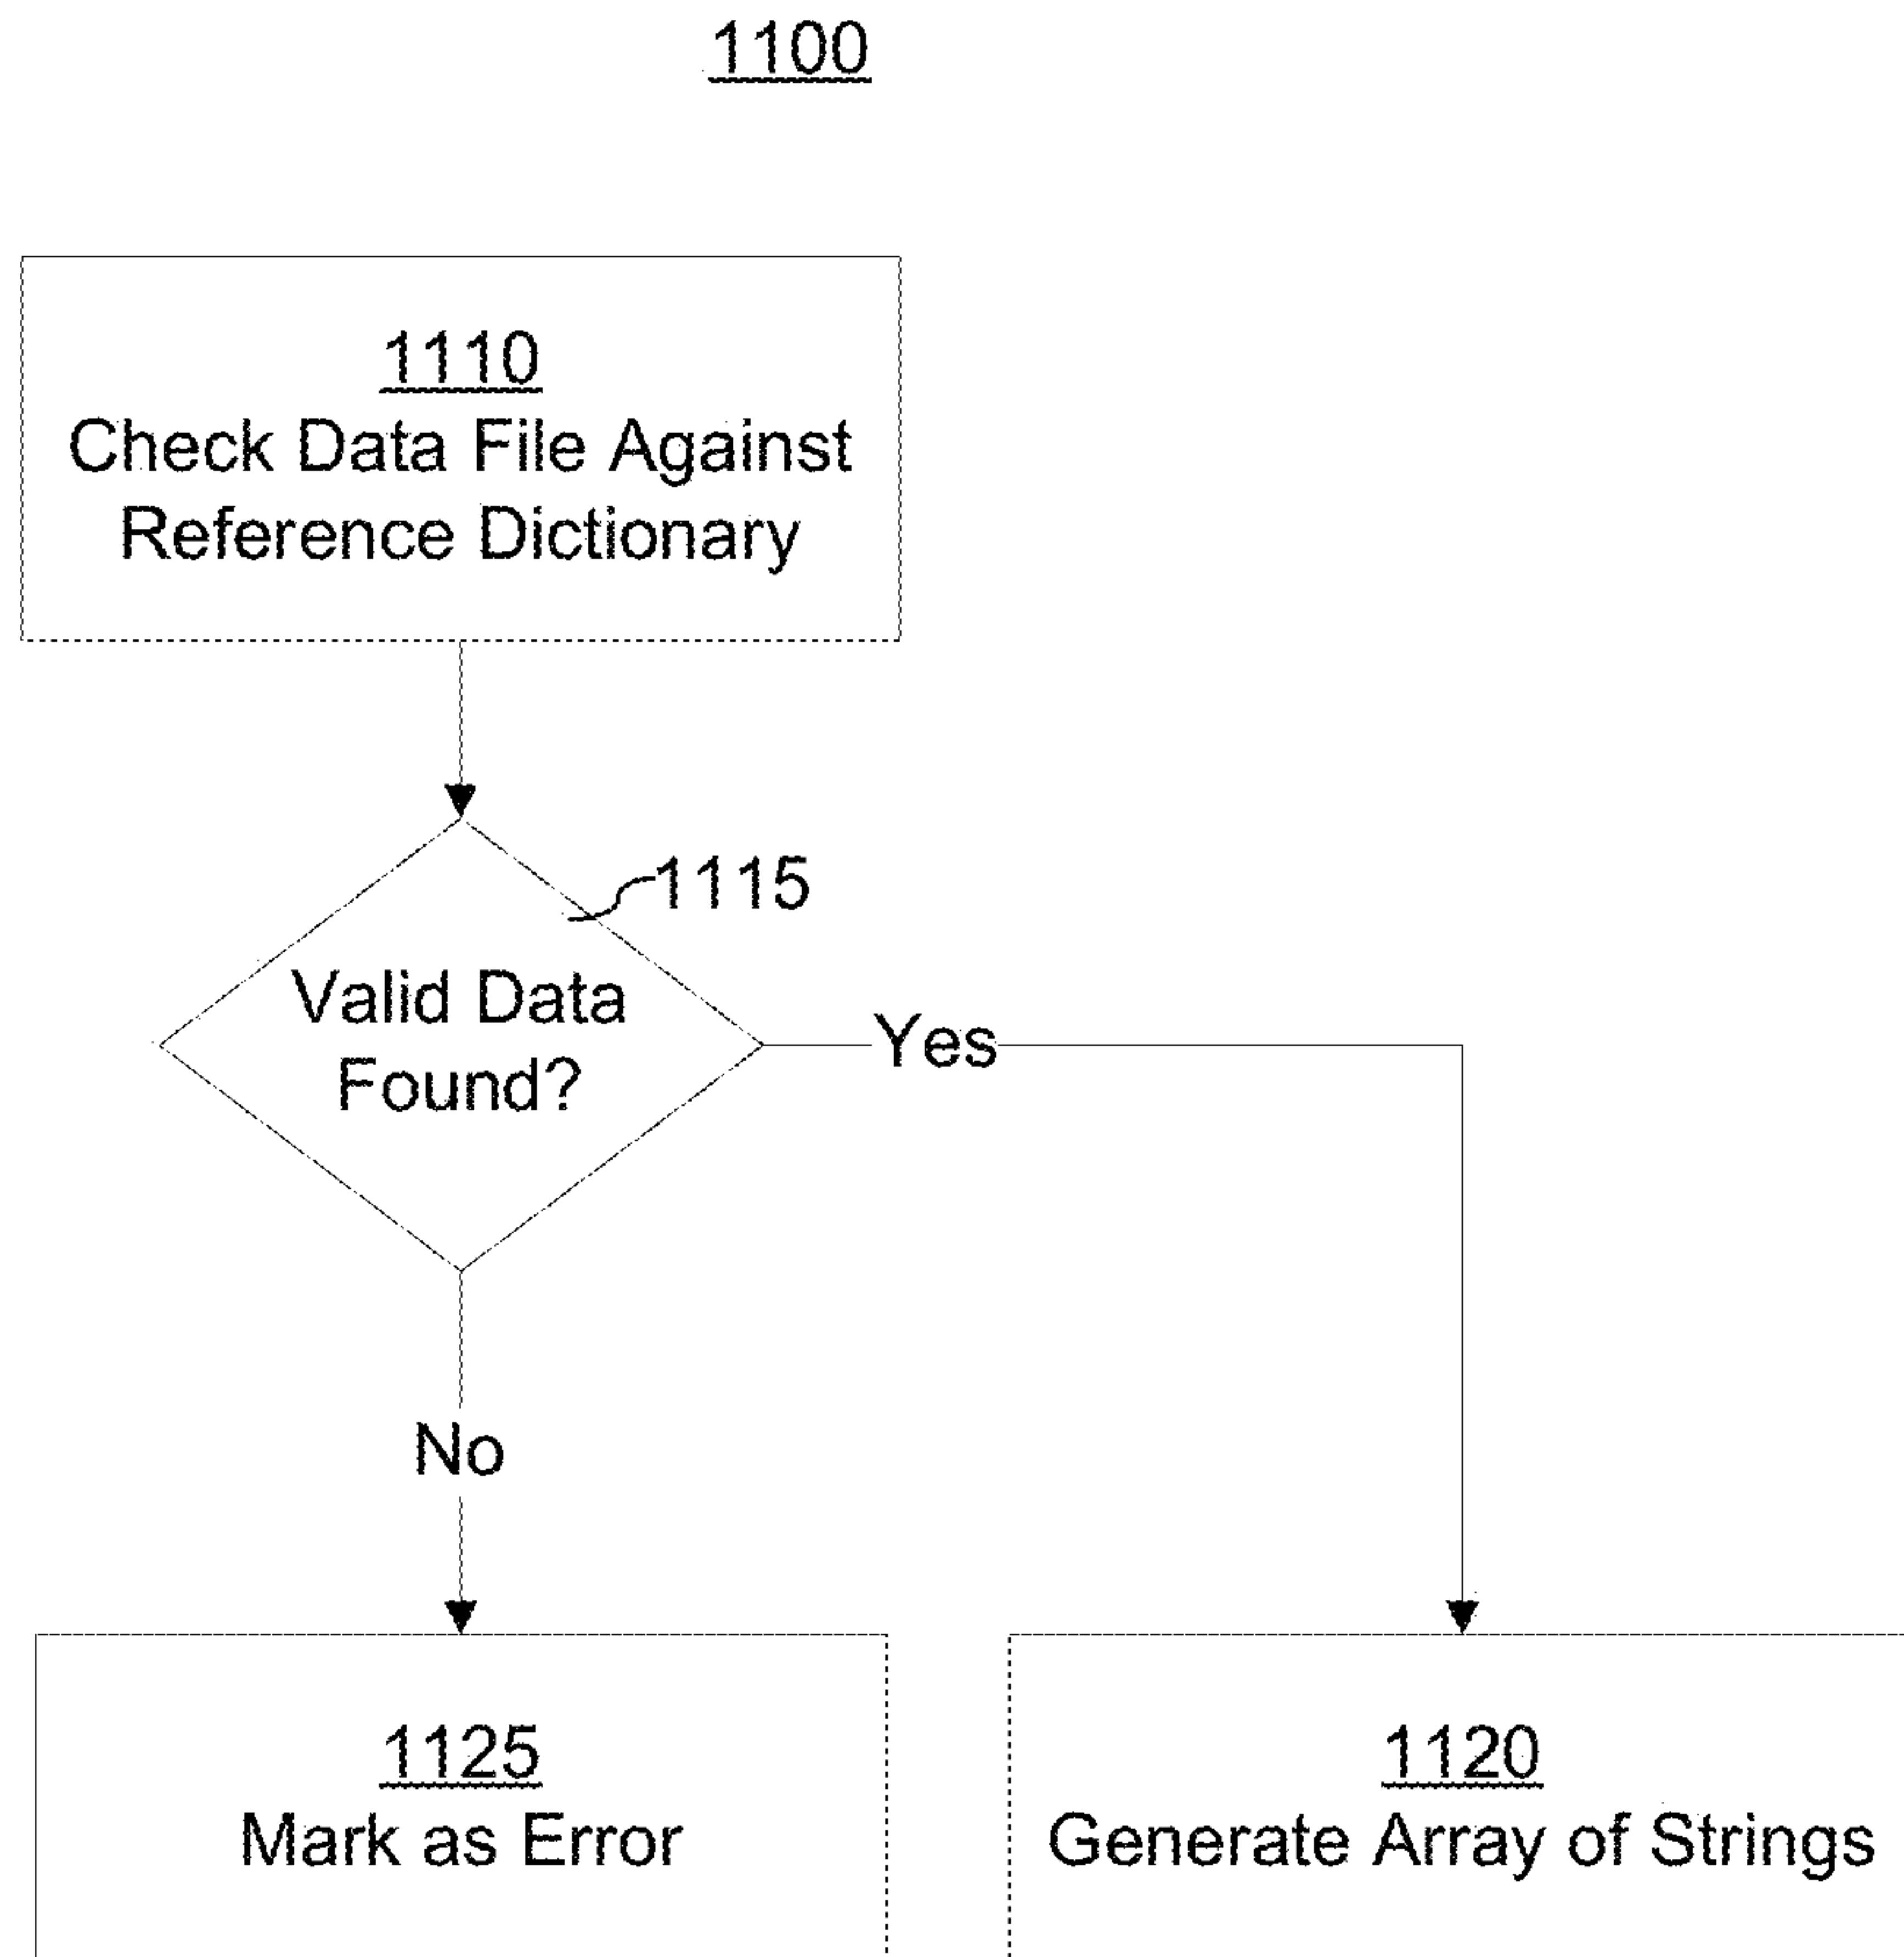 1100
1110
Check Data File Against
Reference Dictionary
1115
Valid Data
Found?
Yes
No
1125
Mark as Error
1120
Generate Array of Strings